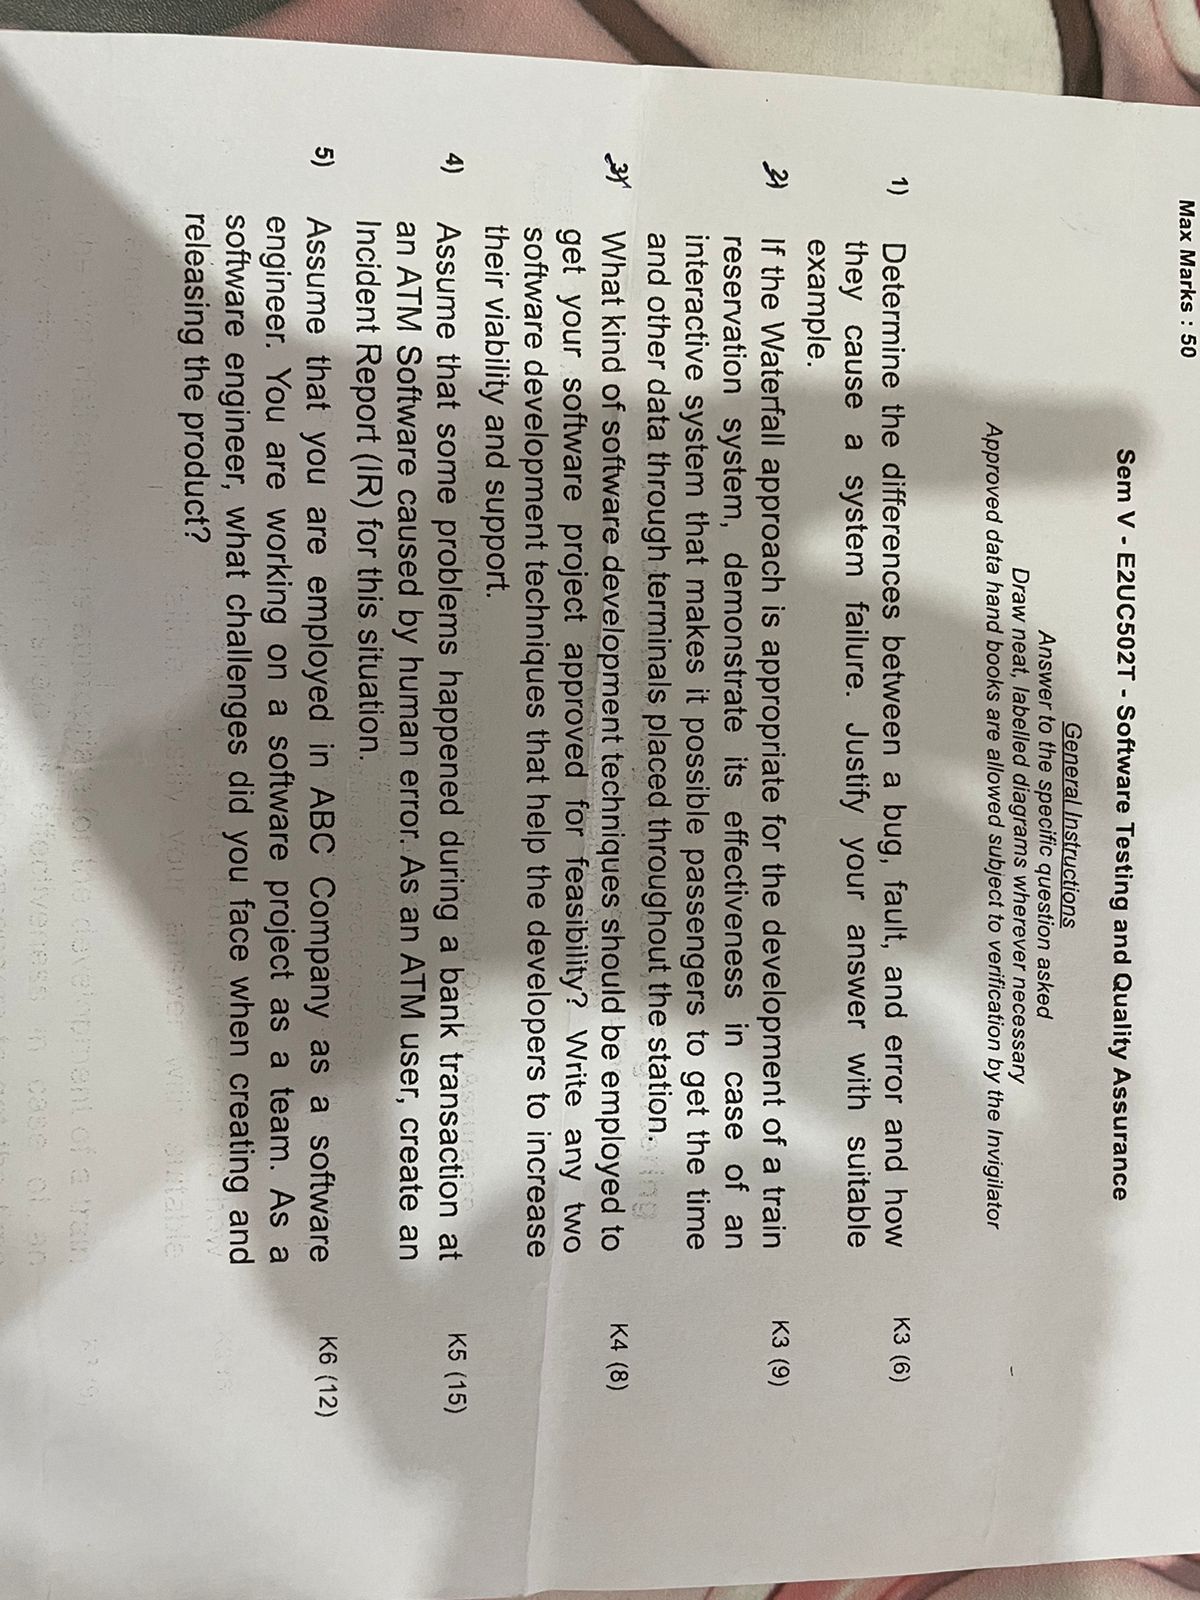 Max Marks : 50
Sem V - E2UC502T - Software Testing and Quality Assurance
General Instructions
Answer to the specific question asked
Draw neat, labelled diagrams wherever necessary
Approved data hand books are allowed subject to verification by the Invigilator
1) Determine the differences between a bug, fault, and error and how K3 (6)
they cause a system failure. Justify your answer with suitable
example.
2) If the Waterfall approach is appropriate for the development of a train K3 (9)
reservation system, demonstrate its effectiveness in case of an
interactive system that makes it possible passengers to get the time
and other data through terminals placed throughout the station.
3) What kind of software development techniques should be employed to K4 (8)
get your software project approved for feasibility? Write any two
software development techniques that help the developers to increase
their viability and support.
4) Assume that some problems happened during a bank transaction at K5 (15)
an ATM Software caused by human error. As an ATM user, create an
Incident Report (IR) for this situation.
5) Assume that you are employed in ABC Company as a software K6 (12)
engineer. You are working on a software project as a team. As a
software engineer, what challenges did you face when creating and
releasing the product?